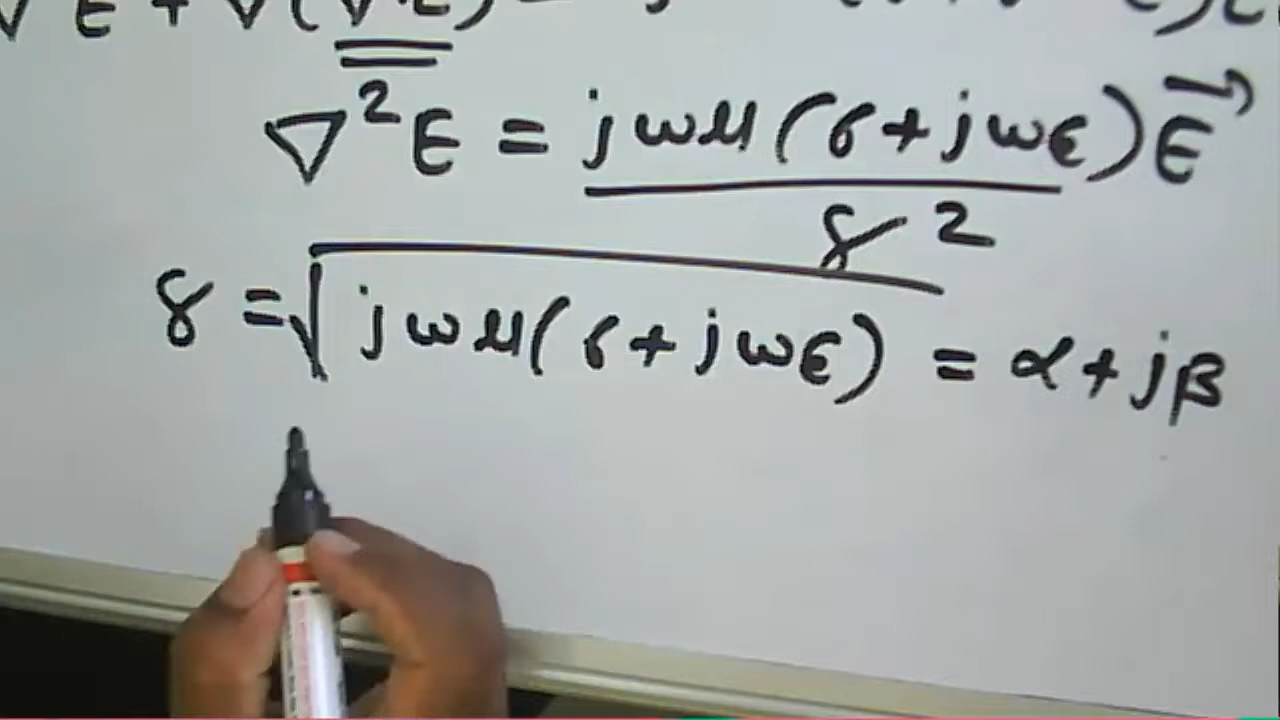 ∇²E = jωμ(σ+jωε)E⃗
γ²
γ = √jωμ(σ+jωε) = α+jβ